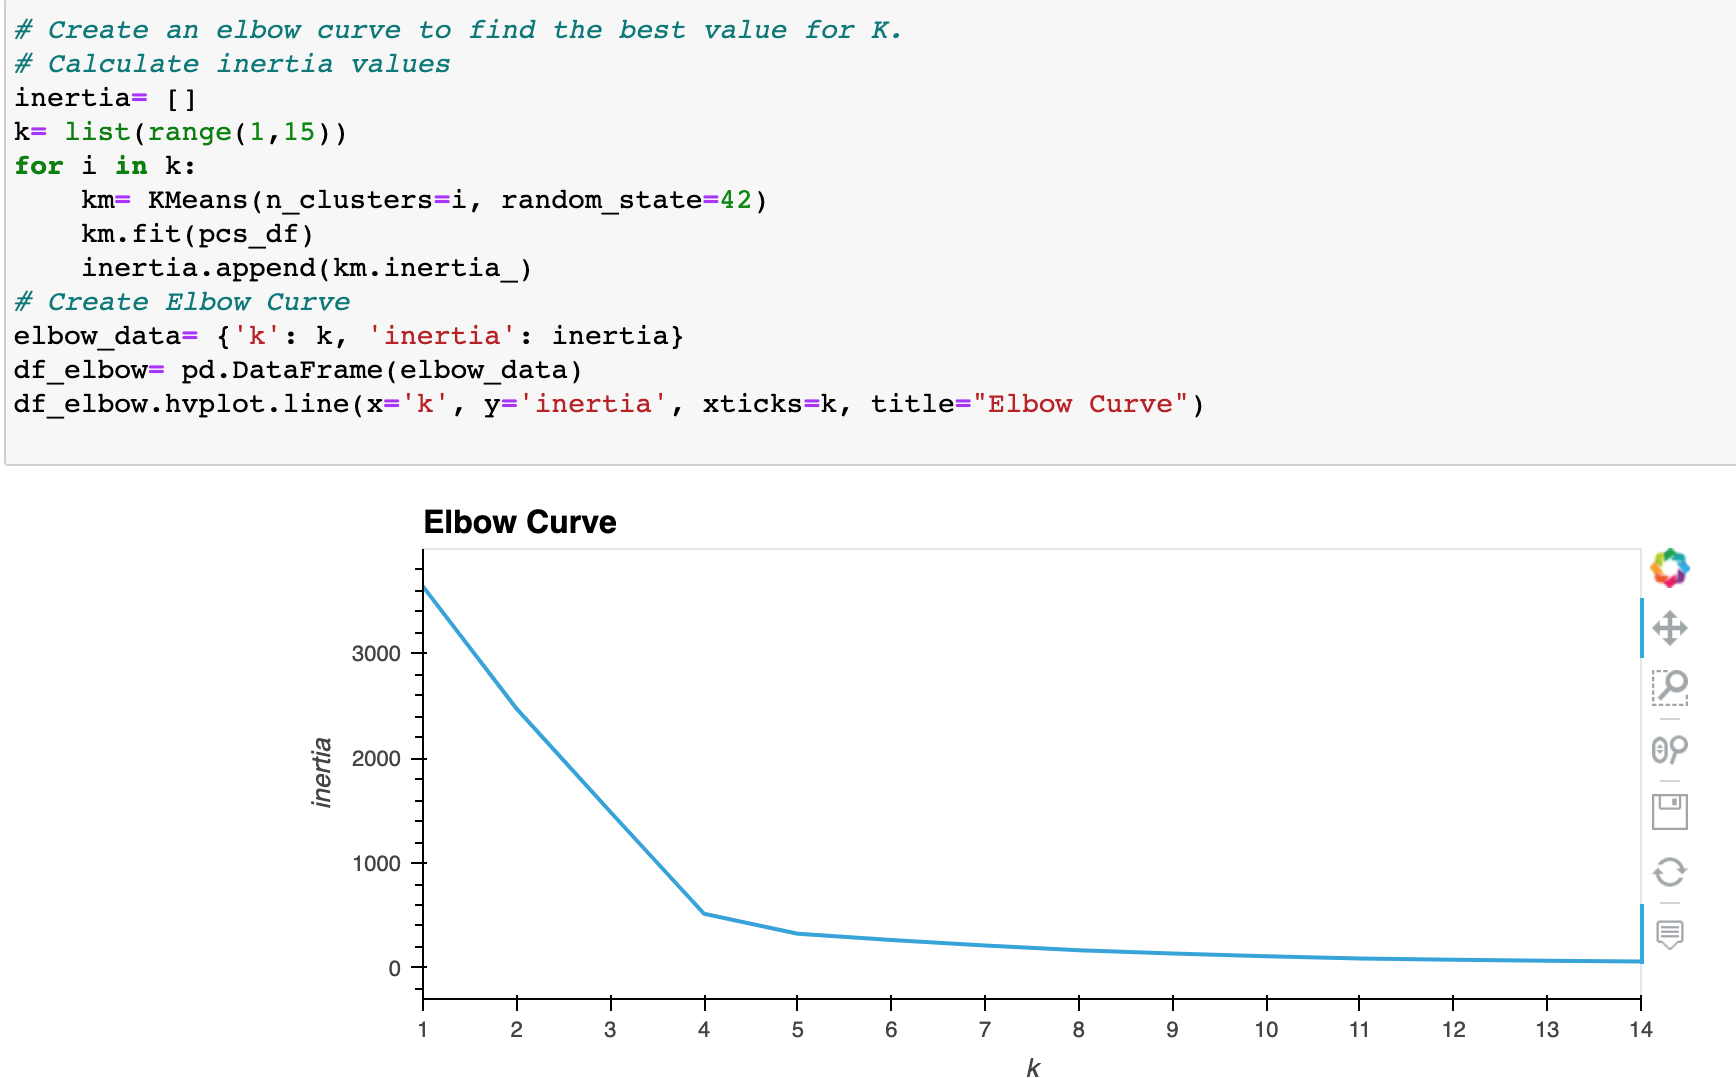 # Create an elbow curve to find the best value for K.
# Calculate inertia values
inertia= []
k= list(range(1,15))
for i in k:
    km= KMeans(n_clusters=i, random_state=42)
    km.fit(pcs_df)
    inertia.append(km.inertia_)
# Create Elbow Curve
elbow_data= {'k': k, 'inertia': inertia}
df_elbow= pd.DataFrame(elbow_data)
df_elbow.hvplot.line(x='k', y='inertia', xticks=k, title="Elbow Curve")
Elbow Curve
3000
2000
1000
0
inertia
1 2 3 4 5 6 7 8 9 10 11 12 13 14
k